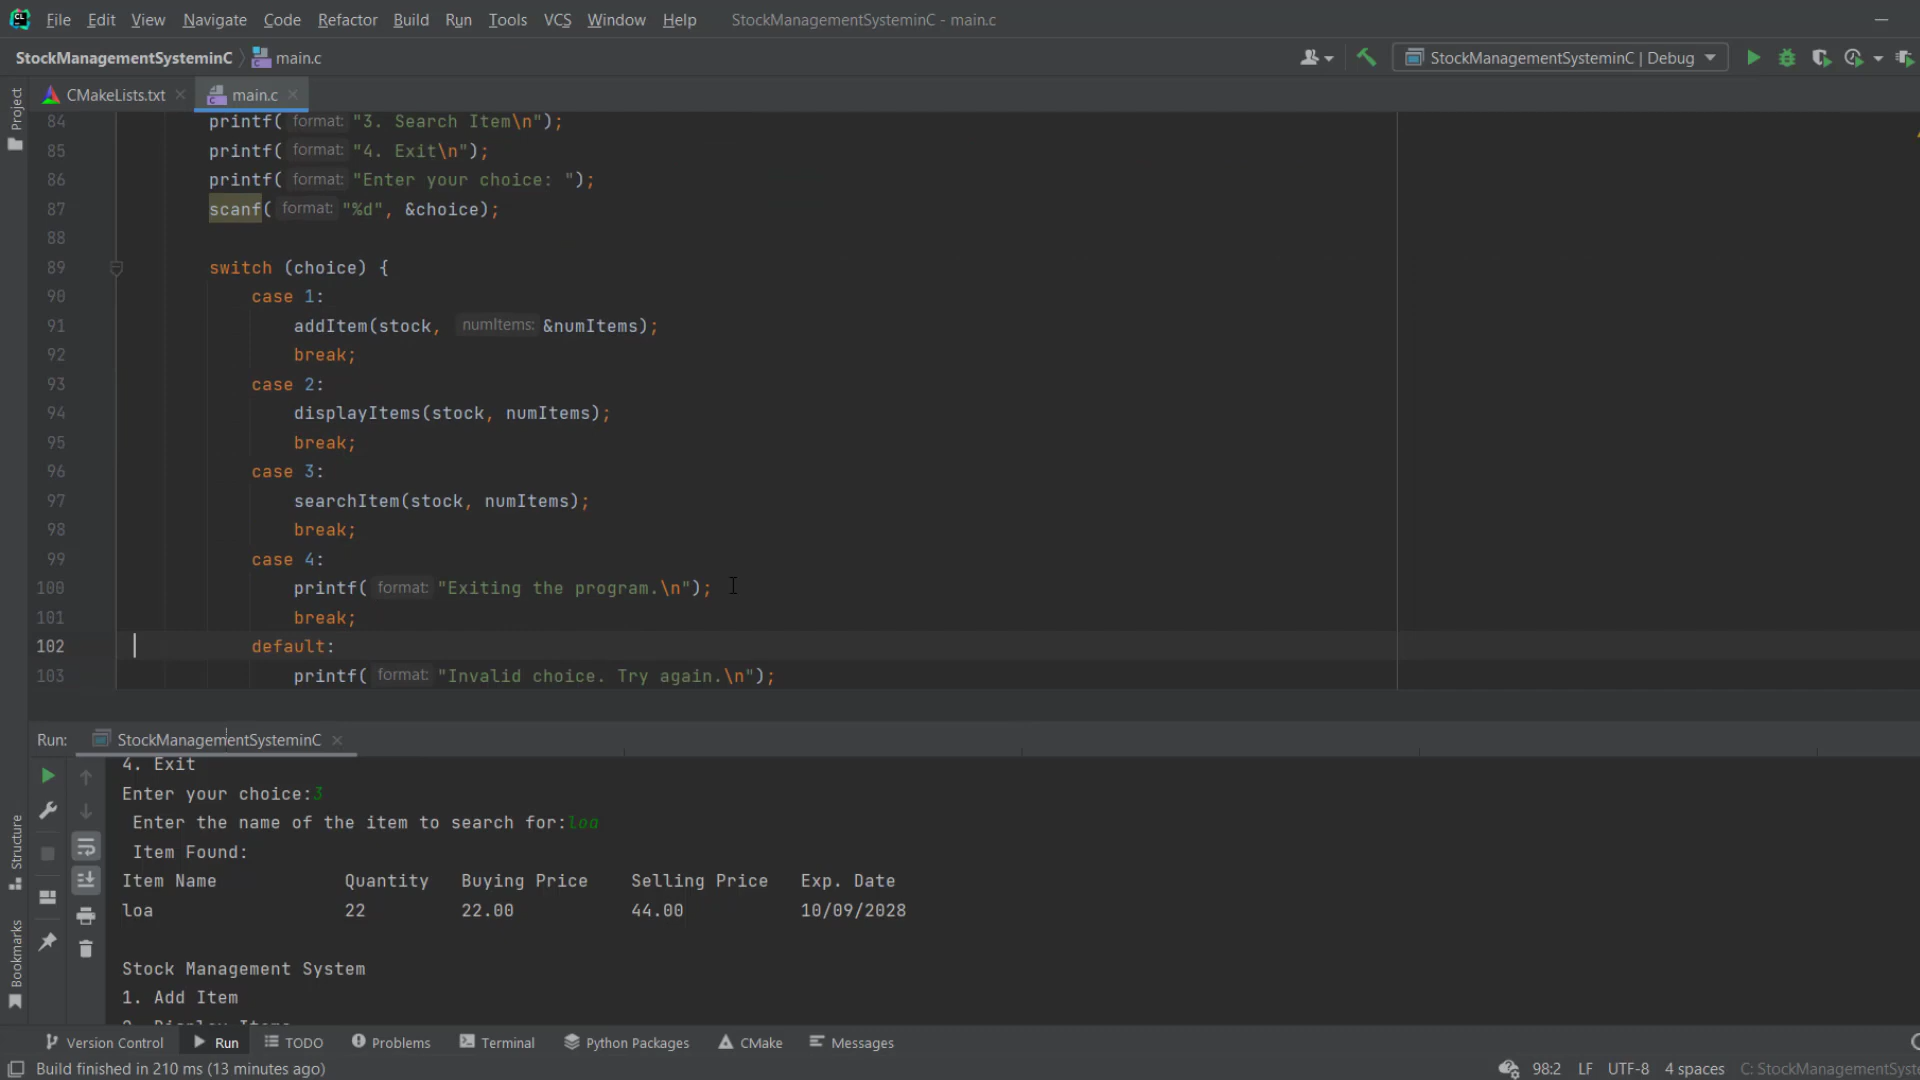 File Edit View Navigate Code Refactor Build Run Tools VCS Window Help StockManagementSysteminC - main.c
StockManagementSysteminC main.c StockManagementSysteminC | Debug
Project
CMakeLists.txt main.c
84 printf( format: "3. Search Item\n");
85 printf( format: "4. Exit\n");
86 printf( format: "Enter your choice: ");
87 scanf( format: "%d", &choice);
88
89 switch (choice) {
90 case 1:
91 addItem(stock, numItems: &numItems);
92 break;
93 case 2:
94 displayItems(stock, numItems);
95 break;
96 case 3:
97 searchItem(stock, numItems);
98 break;
99 case 4:
100 printf( format: "Exiting the program.\n");
101 break;
102 default:
103 printf( format: "Invalid choice. Try again.\n");
Run: StockManagementSysteminC
4. Exit
Enter your choice:3
Enter the name of the item to search for:loa
Item Found:
Item Name Quantity Buying Price Selling Price Exp. Date
loa 22 22.00 44.00 10/09/2028
Stock Management System
1. Add Item
2. Display Items
Structure
Bookmarks
Version Control Run TODO Problems Terminal Python Packages CMake Messages
Build finished in 210 ms (13 minutes ago) 98:2 LF UTF-8 4 spaces C: StockManagementSyste